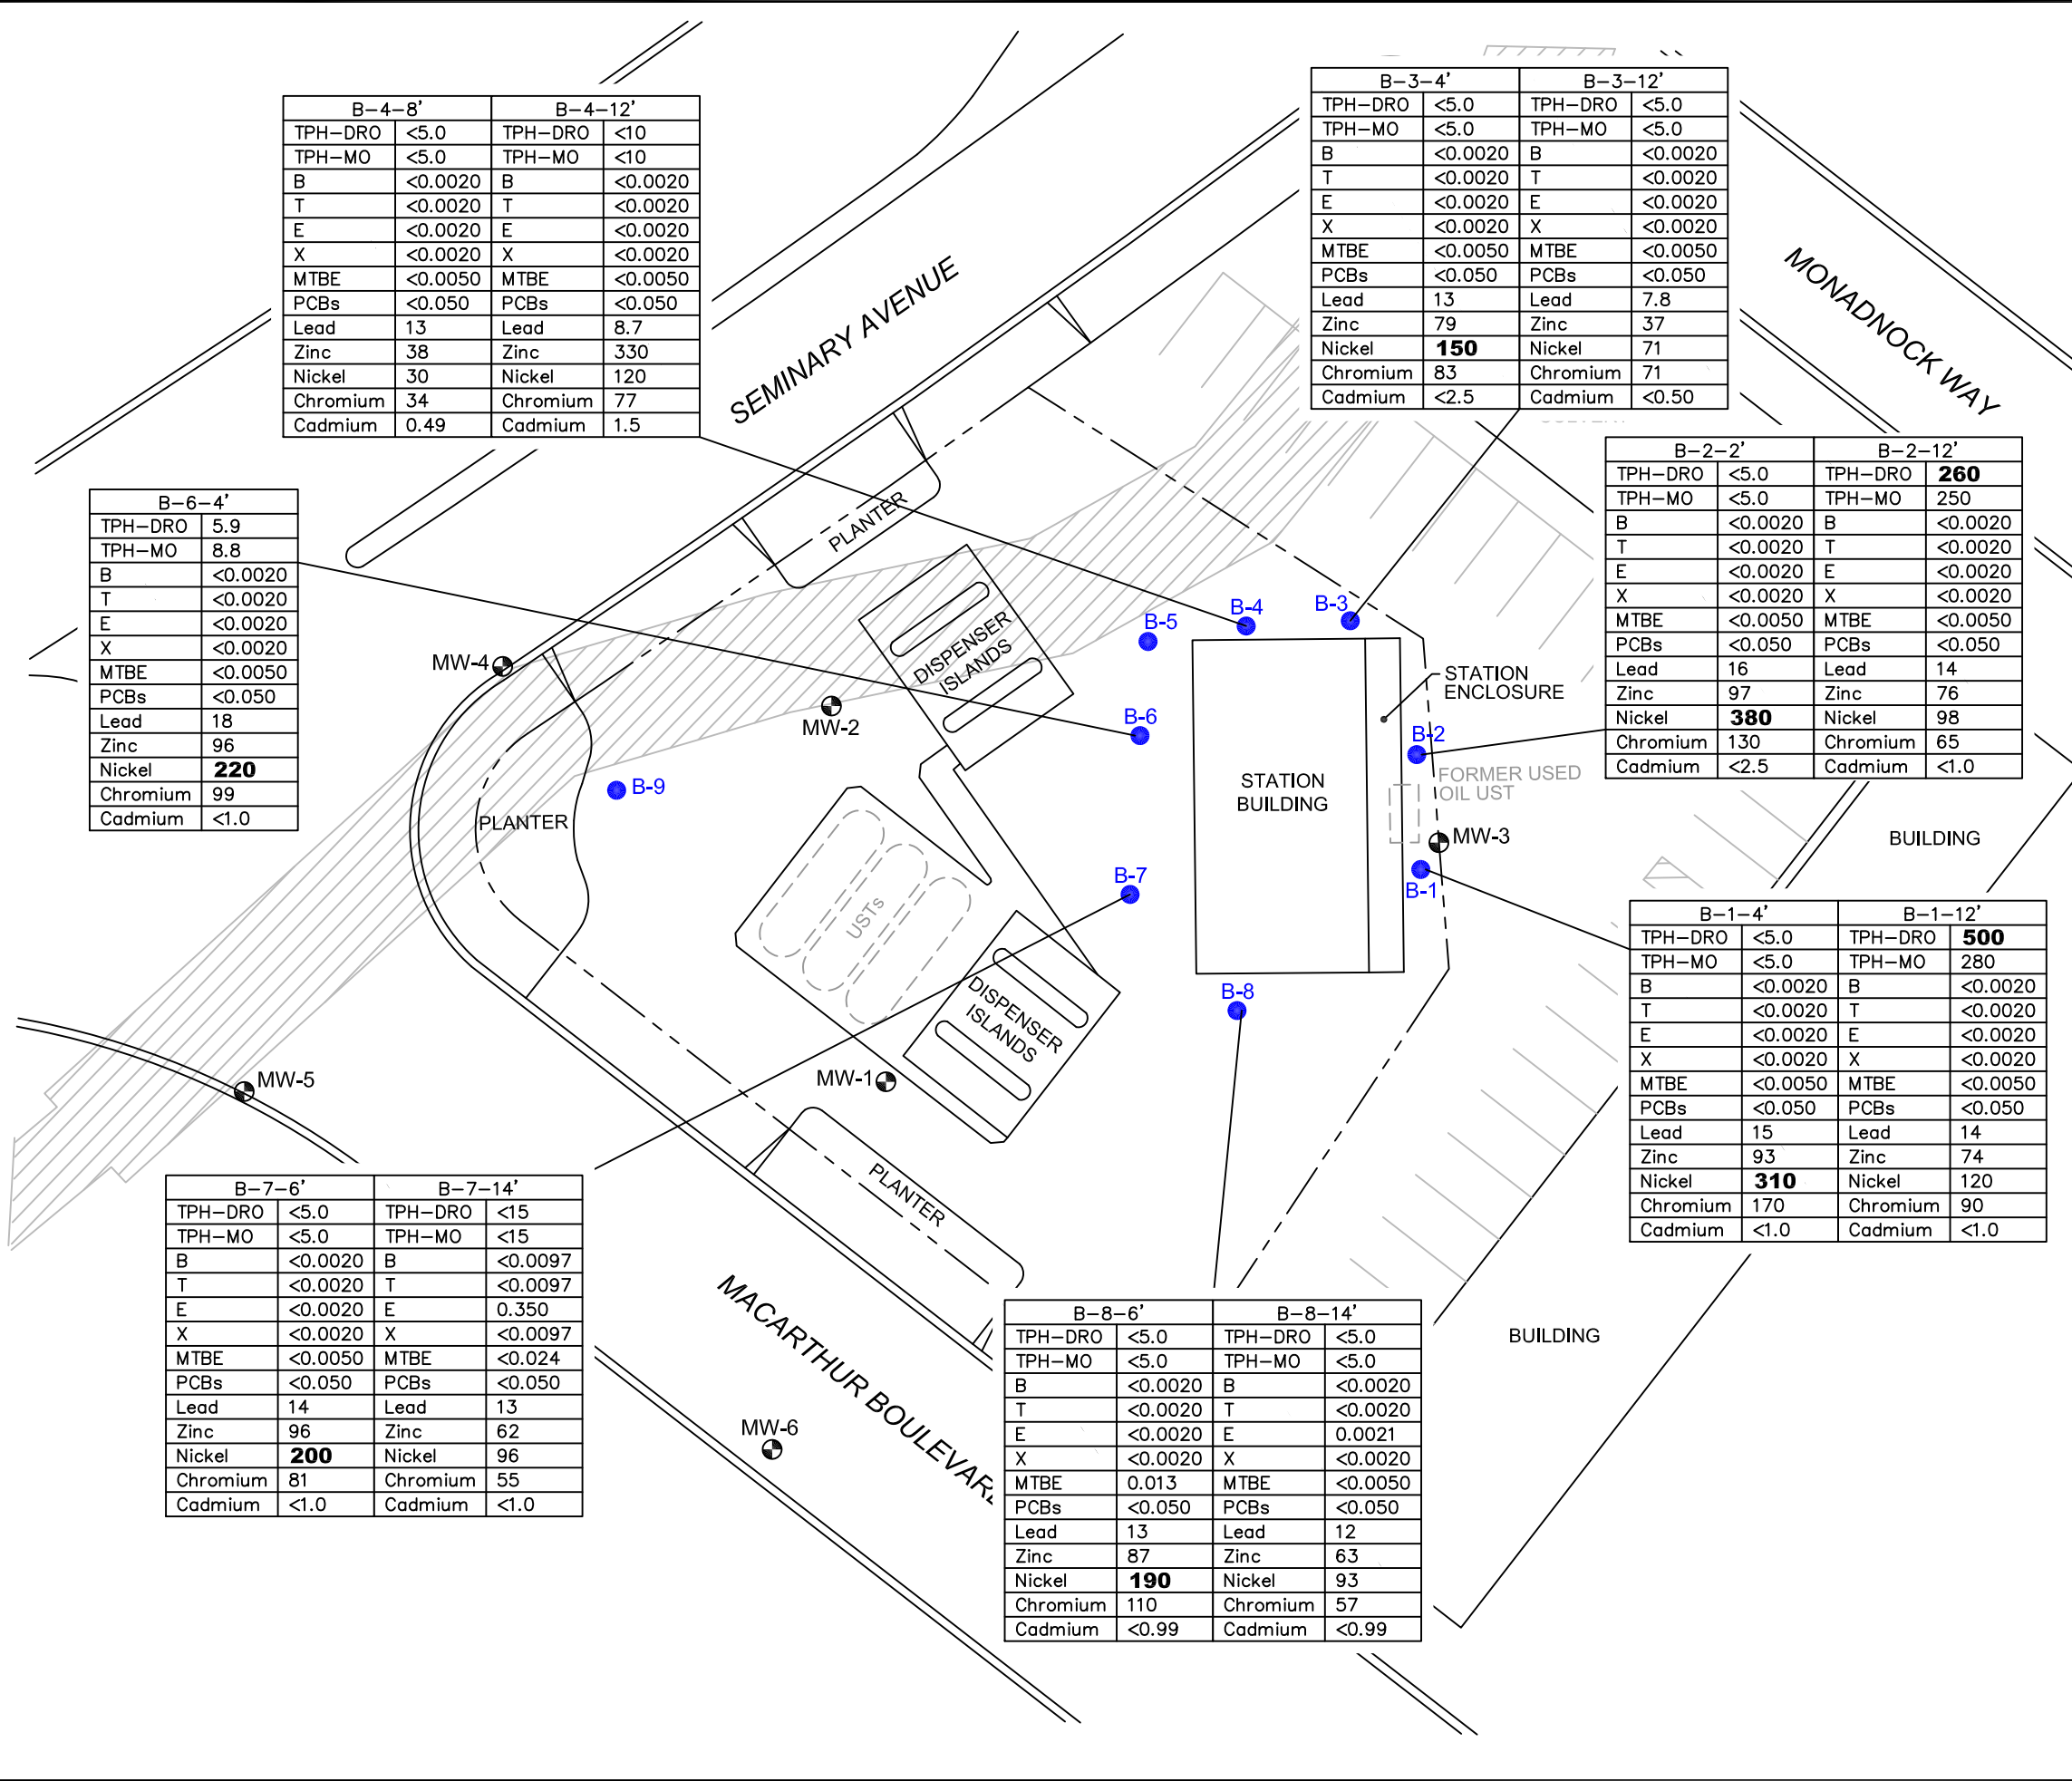 B-3-4' B-3-12'
TPH-DRO <5.0 TPH-DRO <5.0
TPH-MO <5.0 TPH-MO <5.0
B <0.0020 B <0.0020
T <0.0020 T <0.0020
E <0.0020 E <0.0020
X <0.0020 X <0.0020
MTBE <0.0050 MTBE <0.0050
PCBs <0.050 PCBs <0.050
Lead 13 Lead 7.8
Zinc 79 Zinc 37
Nickel 150 Nickel 71
Chromium 83 Chromium 71
Cadmium <2.5 Cadmium <0.50
B-4-8' B-4-12'
TPH-DRO <5.0 TPH-DRO <10
TPH-MO <5.0 TPH-MO <10
B <0.0020 B <0.0020
T <0.0020 T <0.0020
E <0.0020 E <0.0020
X <0.0020 X <0.0020
MTBE <0.0050 MTBE <0.0050
PCBs <0.050 PCBs <0.050
Lead 13 Lead 8.7
Zinc 38 Zinc 330
Nickel 30 Nickel 120
Chromium 34 Chromium 77
Cadmium 0.49 Cadmium 1.5
SEMINARY AVENUE
MONADNOCK WAY
B-2-2' B-2-12'
TPH-DRO <5.0 TPH-DRO 260
TPH-MO <5.0 TPH-MO 250
B <0.0020 B <0.0020
T <0.0020 T <0.0020
E <0.0020 E <0.0020
X <0.0020 X <0.0020
MTBE <0.0050 MTBE <0.0050
PCBs <0.050 PCBs <0.050
Lead 16 Lead 14
Zinc 97 Zinc 76
Nickel 380 Nickel 98
Chromium 130 Chromium 65
Cadmium <2.5 Cadmium <1.0
B-6-4'
TPH-DRO 5.9
TPH-MO 8.8
B <0.0020
T <0.0020
E <0.0020
X <0.0020
MTBE <0.0050
PCBs <0.050
Lead 18
Zinc 96
Nickel 220
Chromium 99
Cadmium <1.0
PLANTER
DISPENSER
ISLANDS
B-5
B-4
B-3
MW-4
MW-2
B-6
STATION
ENCLOSURE
B-2
B-9
STATION
BUILDING
FORMER USED
OIL UST
PLANTER
MW-3
BUILDING
B-7
B-1
USTs
B-8
DISPENSER
ISLANDS
MW-5
MW-1
PLANTER
B-1-4' B-1-12'
TPH-DRO <5.0 TPH-DRO 500
TPH-MO <5.0 TPH-MO 280
B <0.0020 B <0.0020
T <0.0020 T <0.0020
E <0.0020 E <0.0020
X <0.0020 X <0.0020
MTBE <0.0050 MTBE <0.0050
PCBs <0.050 PCBs <0.050
Lead 15 Lead 14
Zinc 93 Zinc 74
Nickel 310 Nickel 120
Chromium 170 Chromium 90
Cadmium <1.0 Cadmium <1.0
B-7-6' B-7-14'
TPH-DRO <5.0 TPH-DRO <15
TPH-MO <5.0 TPH-MO <15
B <0.0020 B <0.0097
T <0.0020 T <0.0097
E <0.0020 E 0.350
X <0.0020 X <0.0097
MTBE <0.0050 MTBE <0.024
PCBs <0.050 PCBs <0.050
Lead 14 Lead 13
Zinc 96 Zinc 62
Nickel 200 Nickel 96
Chromium 81 Chromium 55
Cadmium <1.0 Cadmium <1.0
MACARTHUR BOULEVAR
MW-6
BUILDING
B-8-6' B-8-14'
TPH-DRO <5.0 TPH-DRO <5.0
TPH-MO <5.0 TPH-MO <5.0
B <0.0020 B <0.0020
T <0.0020 T <0.0020
E <0.0020 E 0.0021
X <0.0020 X <0.0020
MTBE 0.013 MTBE <0.0050
PCBs <0.050 PCBs <0.050
Lead 13 Lead 12
Zinc 87 Zinc 63
Nickel 190 Nickel 93
Chromium 110 Chromium 57
Cadmium <0.99 Cadmium <0.99